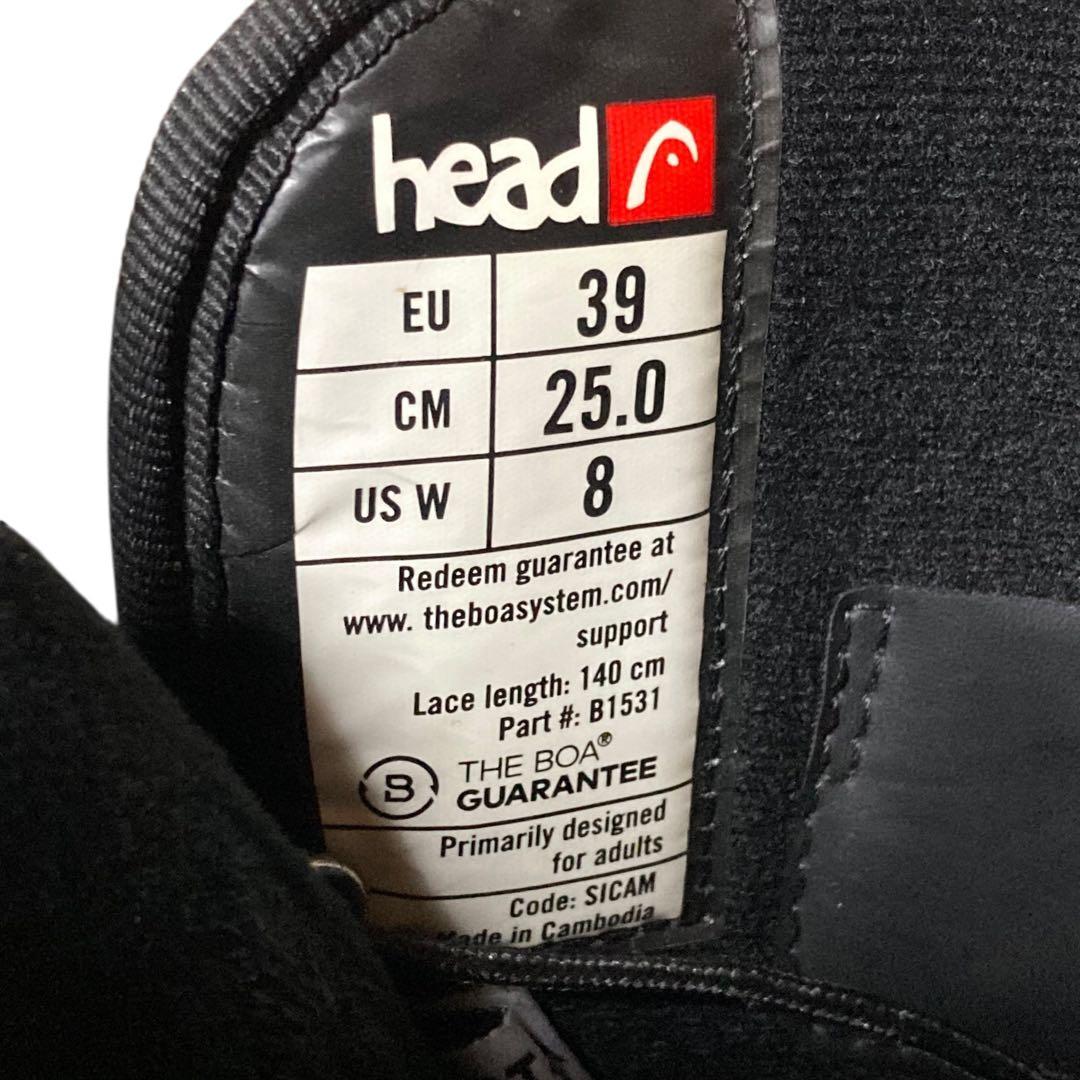 head
EU 39
CM 25.0
US W 8
Redeem guarantee at
www. theboasystem.com/
support
Lace length: 140 cm
Part #: B1531
B THE BOA®
GUARANTEE
Primarily designed
for adults
Code: SICAM
Made in Cambodia